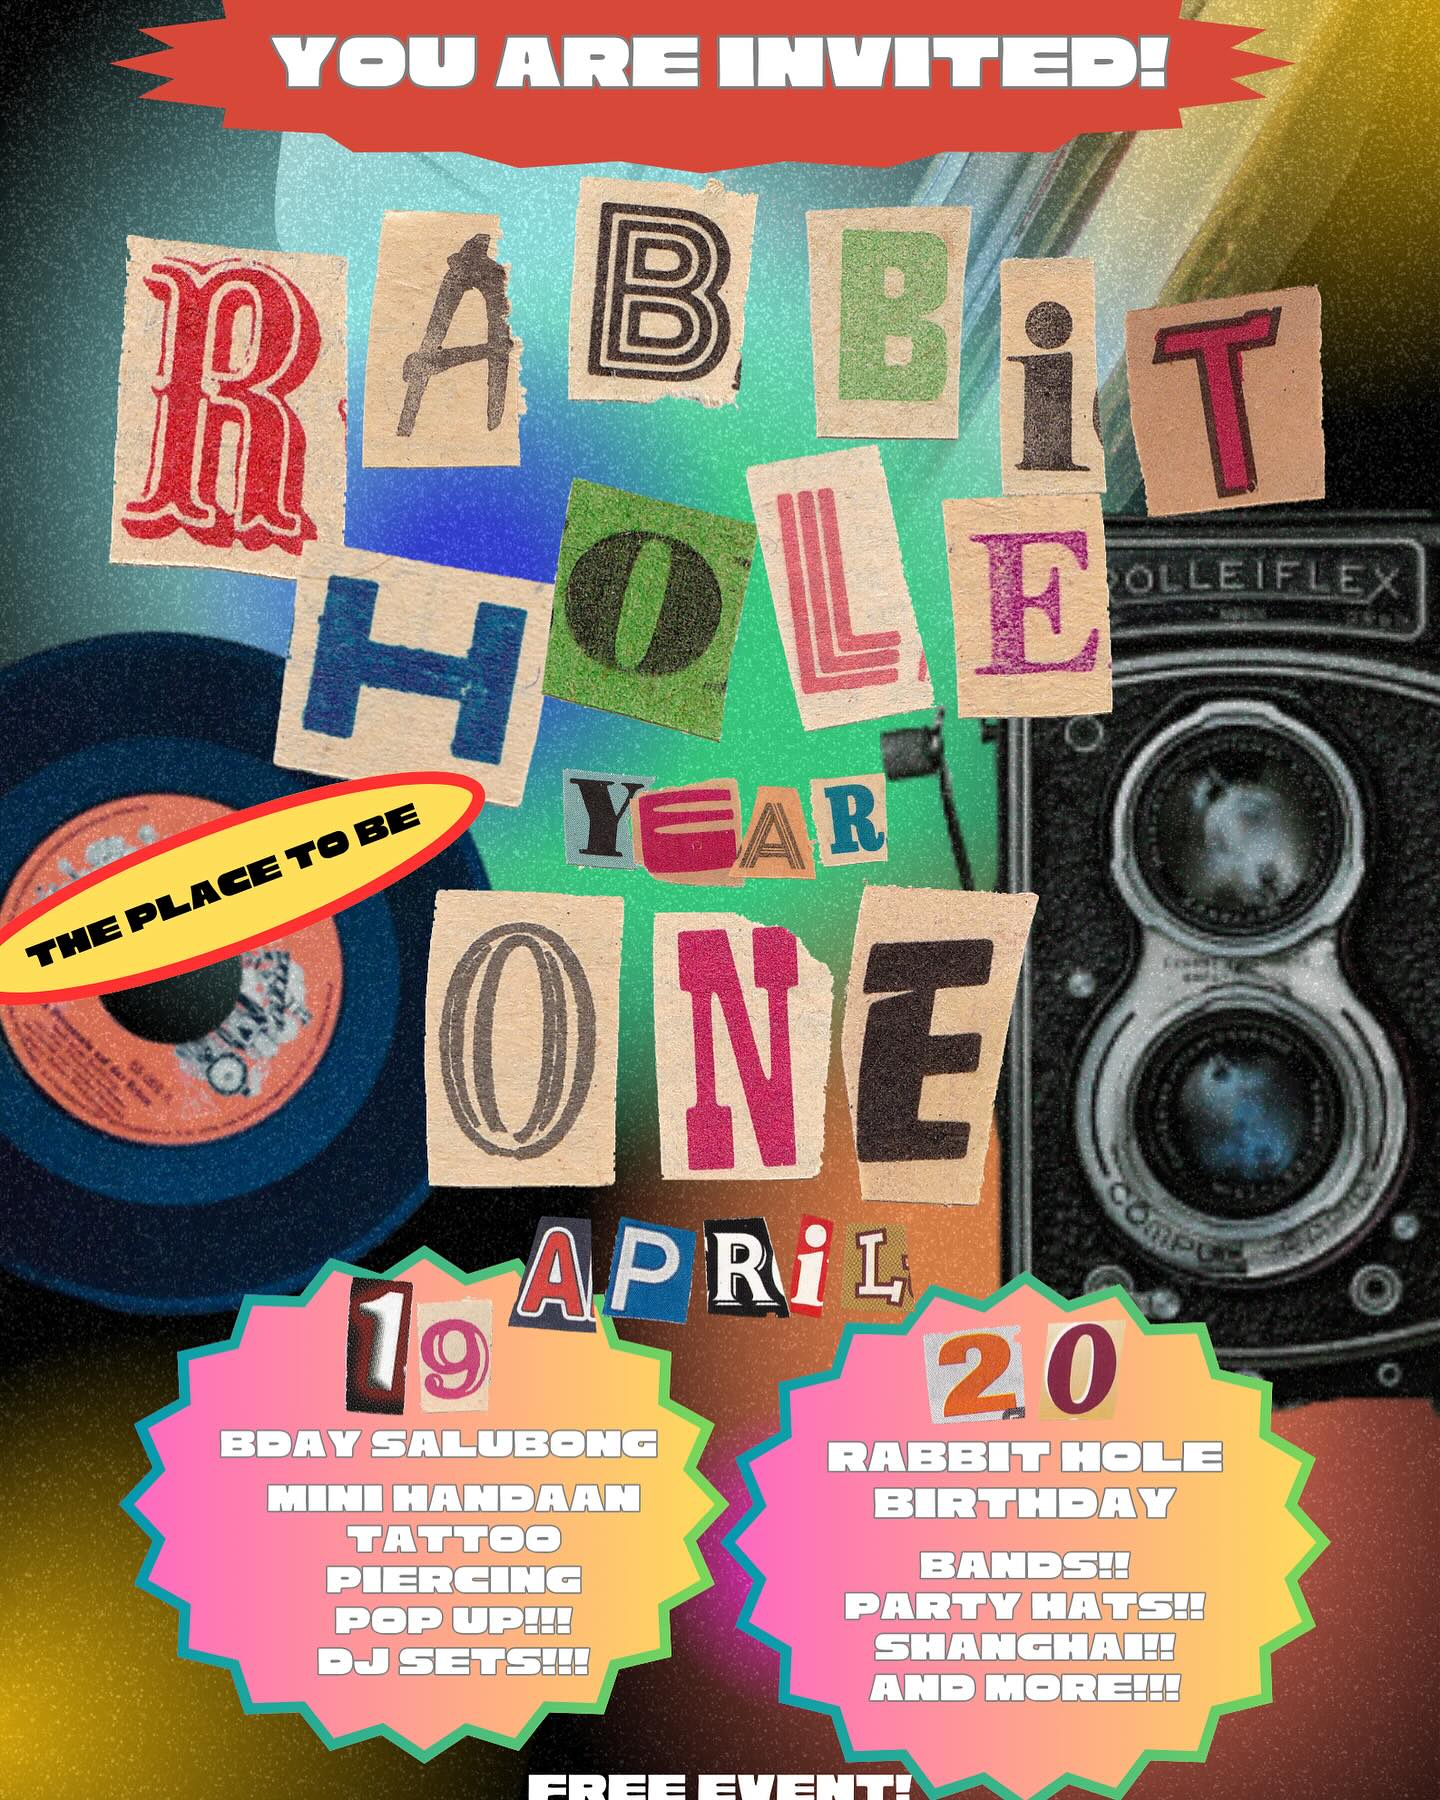 YOU ARE INVITED!
RABBiT
HOLE
ROLLEIFLEX
YEAR
THE PLACE TO BE
ONE
APRiL
19
BDAY SALUBONG
MINI HANDAAN
TATTOO
PIERCING
POP UP!!!
DJ SETS!!!
20
RABBIT HOLE
BIRTHDAY
BANDS!!
PARTY HATS!!
SHANGHAI!!
AND MORE!!!
FREE EVENT!